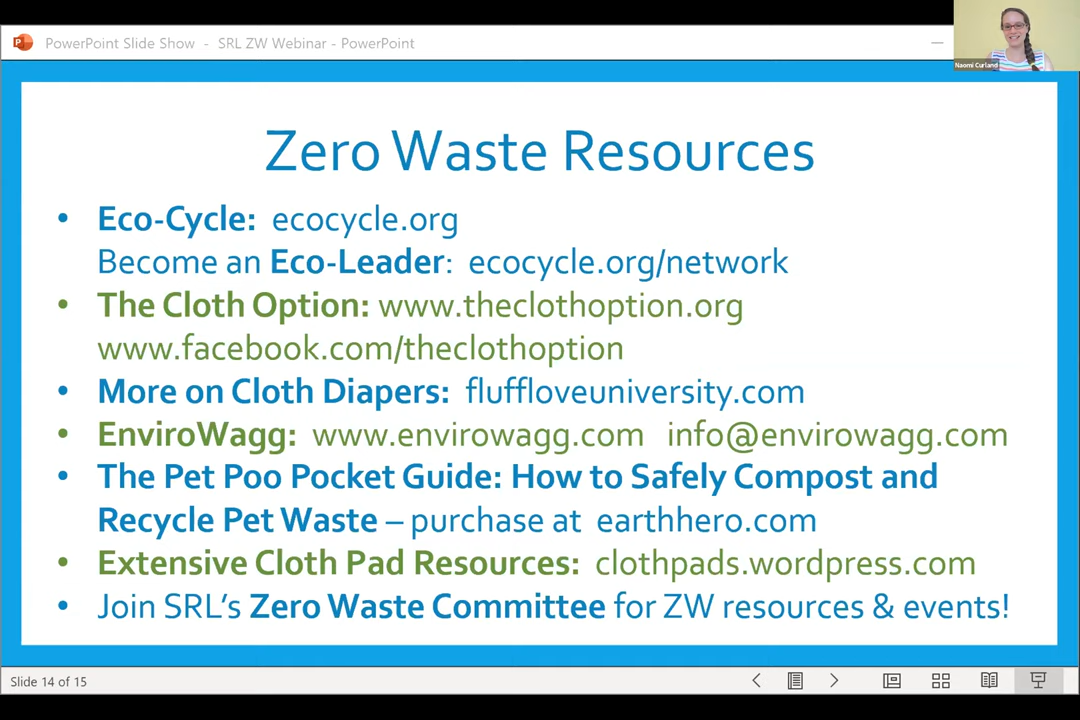 PowerPoint Slide Show - SRL ZW Webinar - PowerPoint
Naomi Curland
Zero Waste Resources
• Eco-Cycle: ecocycle.org
Become an Eco-Leader: ecocycle.org/network
• The Cloth Option: www.theclothoption.org
www.facebook.com/theclothoption
• More on Cloth Diapers: fluffloveuniversity.com
• EnviroWagg: www.envirowagg.com info@envirowagg.com
• The Pet Poo Pocket Guide: How to Safely Compost and
Recycle Pet Waste – purchase at earthhero.com
• Extensive Cloth Pad Resources: clothpads.wordpress.com
• Join SRL's Zero Waste Committee for ZW resources & events!
Slide 14 of 15